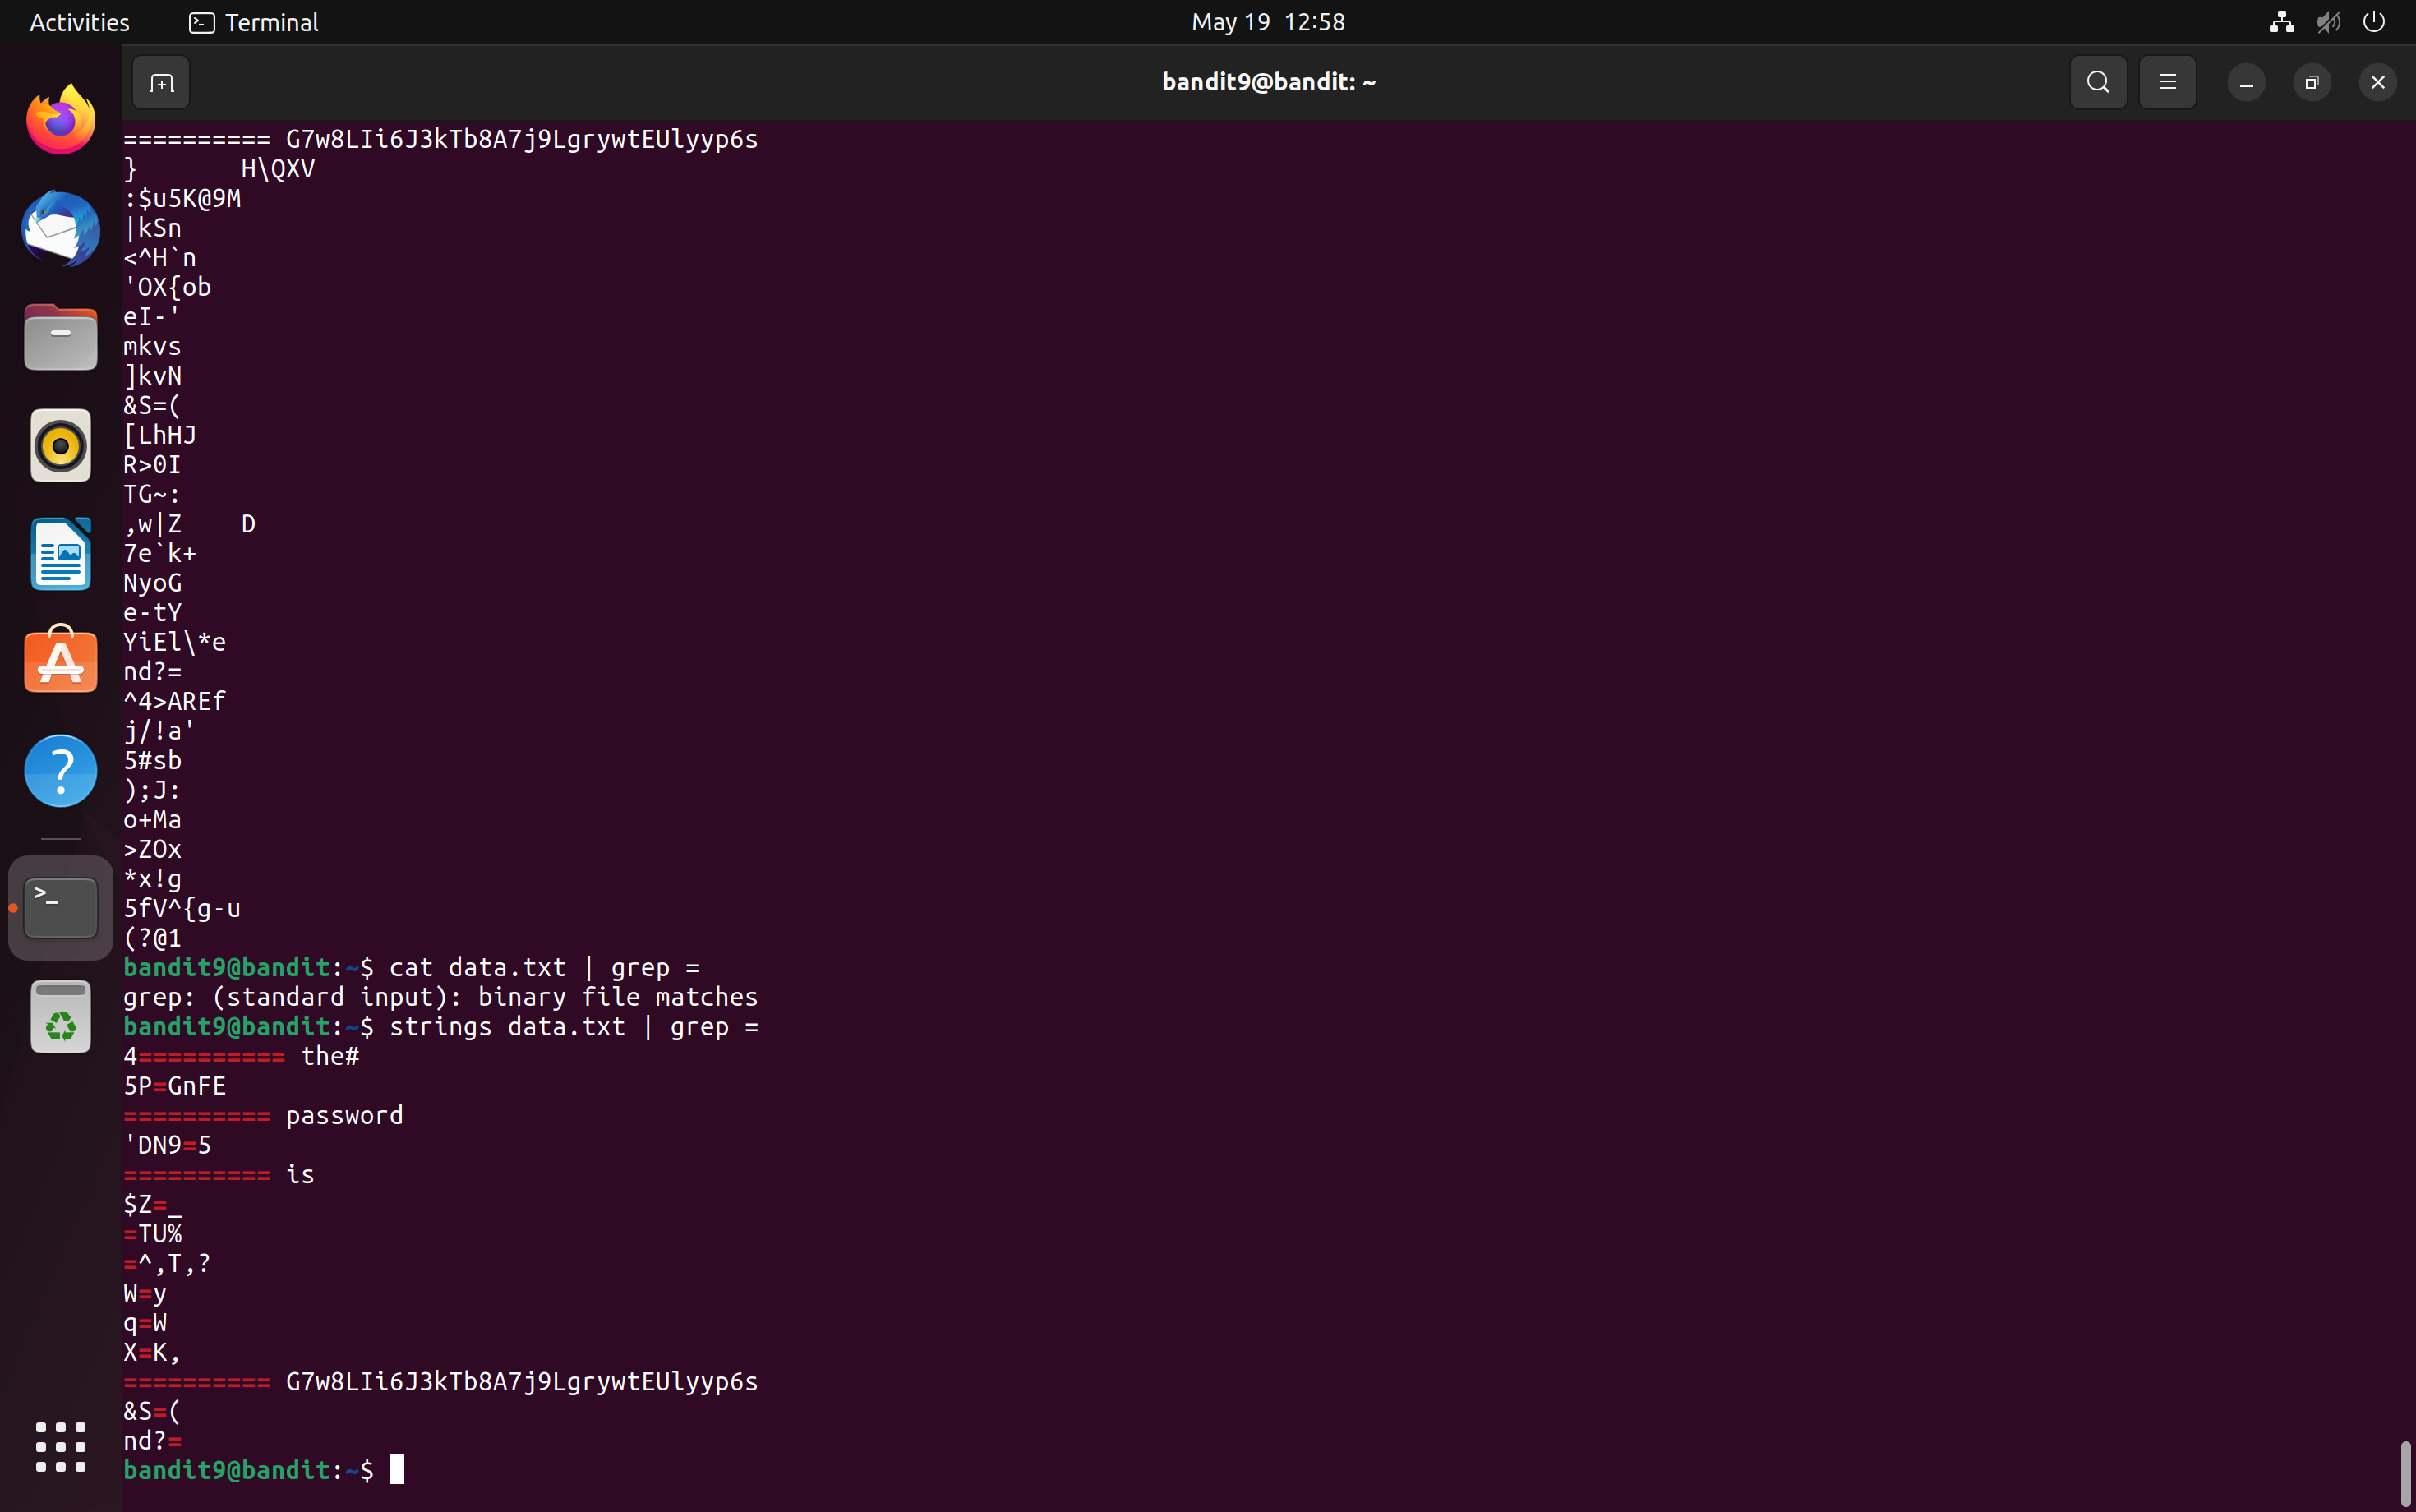 Activities Terminal May 19 12:58
bandit9@bandit: ~
========== G7w8LIi6J3kTb8A7j9LgrywtEUlyyp6s
}       H\QXV
:$u5K@9M
|kSn
<^H`n
'OX{ob
eI-'
mkvs
]kvN
&S=(
[LhHJ
R>0I
TG~:
,w|Z    D
7e`k+
NyoG
e-tY
YiEl\*e
nd?=
^4>AREf
j/!a'
5#sb
);J:
o+Ma
>ZOx
*x!g
5fV^{g-u
(?@1
bandit9@bandit:~$ cat data.txt | grep =
grep: (standard input): binary file matches
bandit9@bandit:~$ strings data.txt | grep =
4========== the#
5P=GnFE
========== password
'DN9=5
========== is
$Z=_
=TU%
=^,T,?
W=y
q=W
X=K,
========== G7w8LIi6J3kTb8A7j9LgrywtEUlyyp6s
&S=(
nd?=
bandit9@bandit:~$